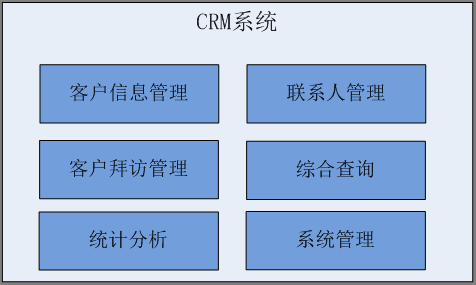 CRM系统
客户信息管理
联系人管理
客户拜访管理
综合查询
统计分析
系统管理